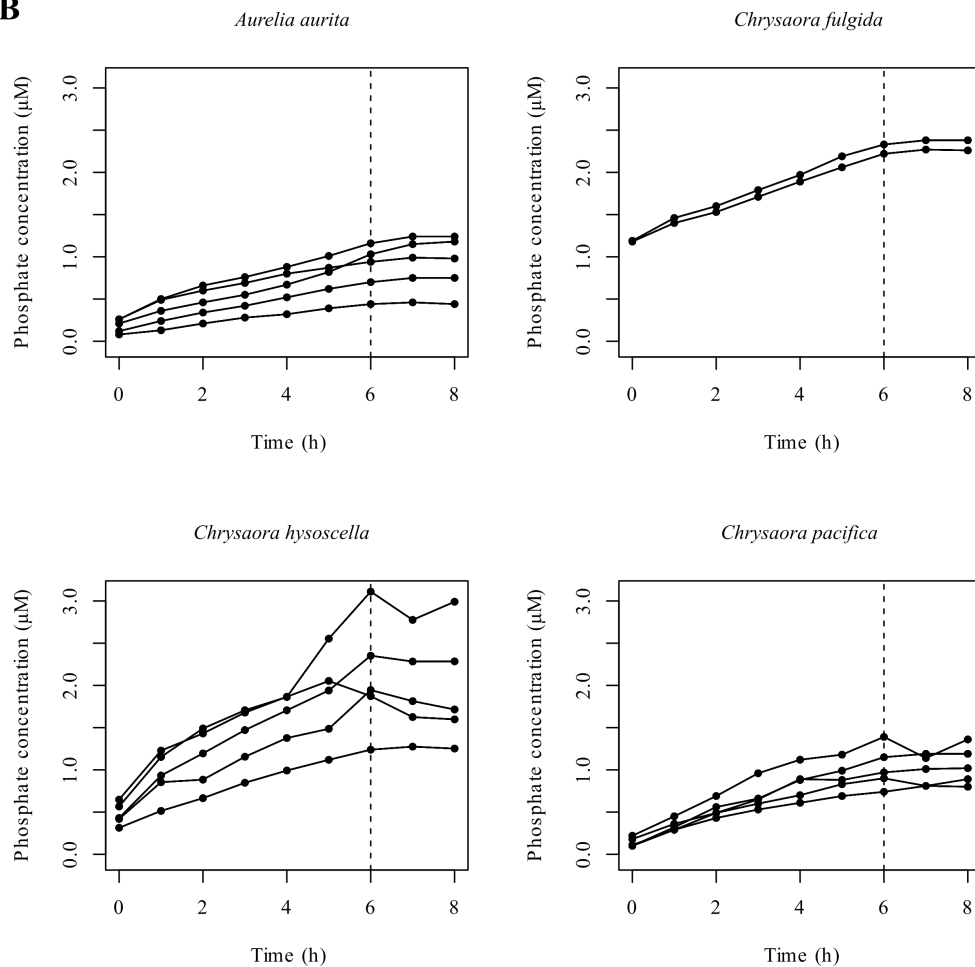 B
Aurelia aurita
Chrysaora fulgida
Phosphate concentration (µM)
3.0
2.0
1.0
0.0
0 2 4 6 8
Time (h)
Phosphate concentration (µM)
3.0
2.0
1.0
0.0
0 2 4 6 8
Time (h)
Chrysaora hysoscella
Chrysaora pacifica
Phosphate concentration (µM)
3.0
2.0
1.0
0.0
0 2 4 6 8
Time (h)
Phosphate concentration (µM)
3.0
2.0
1.0
0.0
0 2 4 6 8
Time (h)